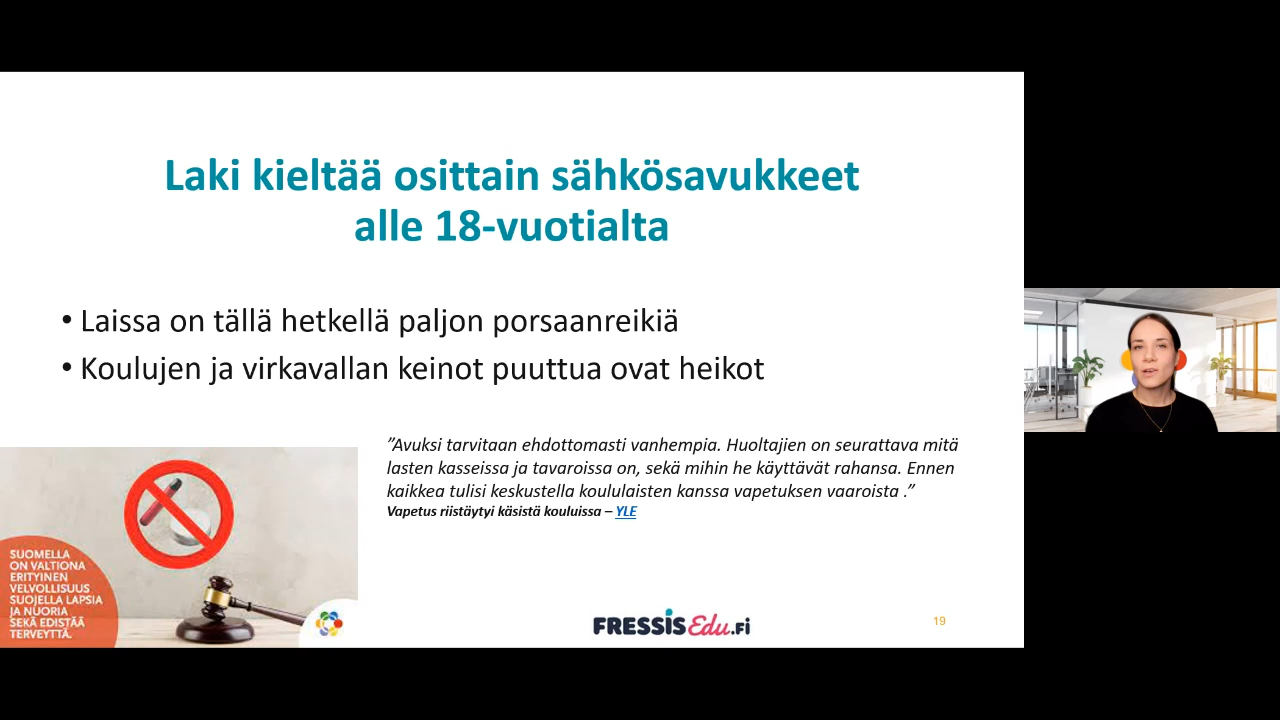 Laki kieltää osittain sähkösavukkeet
alle 18-vuotialta
• Laissa on tällä hetkellä paljon porsaanreikiä
• Koulujen ja virkavallan keinot puuttua ovat heikot
”Avuksi tarvitaan ehdottomasti vanhempia. Huoltajien on seurattava mitä
lasten kasseissa ja tavaroissa on, sekä mihin he käyttävät rahansa. Ennen
kaikkea tulisi keskustella koululaisten kanssa vapetuksen vaaroista .”
Vapetus riistäytyi käsistä kouluissa – YLE
SUOMELLA
ON VALTIONA
ERITYINEN
VELVOLLISUUS
SUOJELLA LAPSIA
JA NUORIA
SEKÄ EDISTÄÄ
TERVEYTTÄ.
FRESSIS Edu.Fi
19